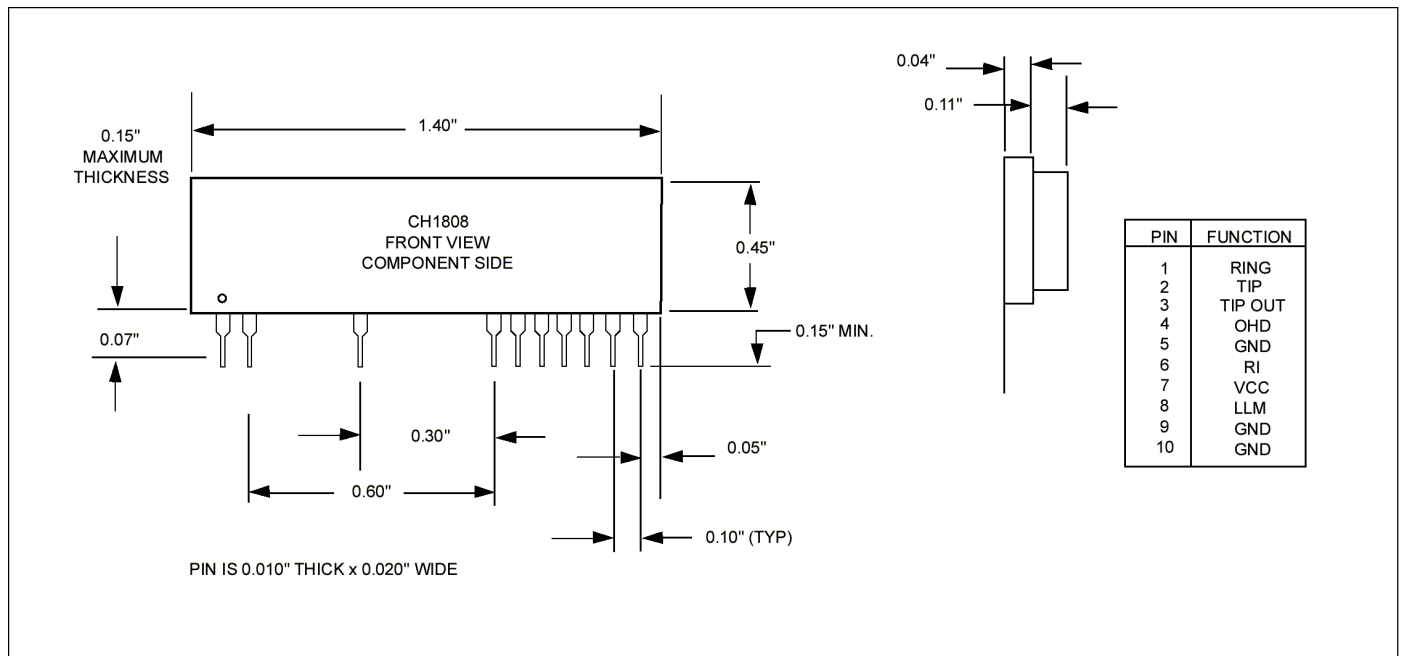 0.04"
0.11"
1.40"
0.15"
MAXIMUM
THICKNESS
CH1808
FRONT VIEW
COMPONENT SIDE
0.45"
0.07"
0.15" MIN.
0.30"
0.05"
0.60"
0.10" (TYP)
PIN IS 0.010" THICK x 0.020" WIDE
PIN FUNCTION
1 RING
2 TIP
3 TIP OUT
4 OHD
5 GND
6 RI
7 VCC
8 LLM
9 GND
10 GND